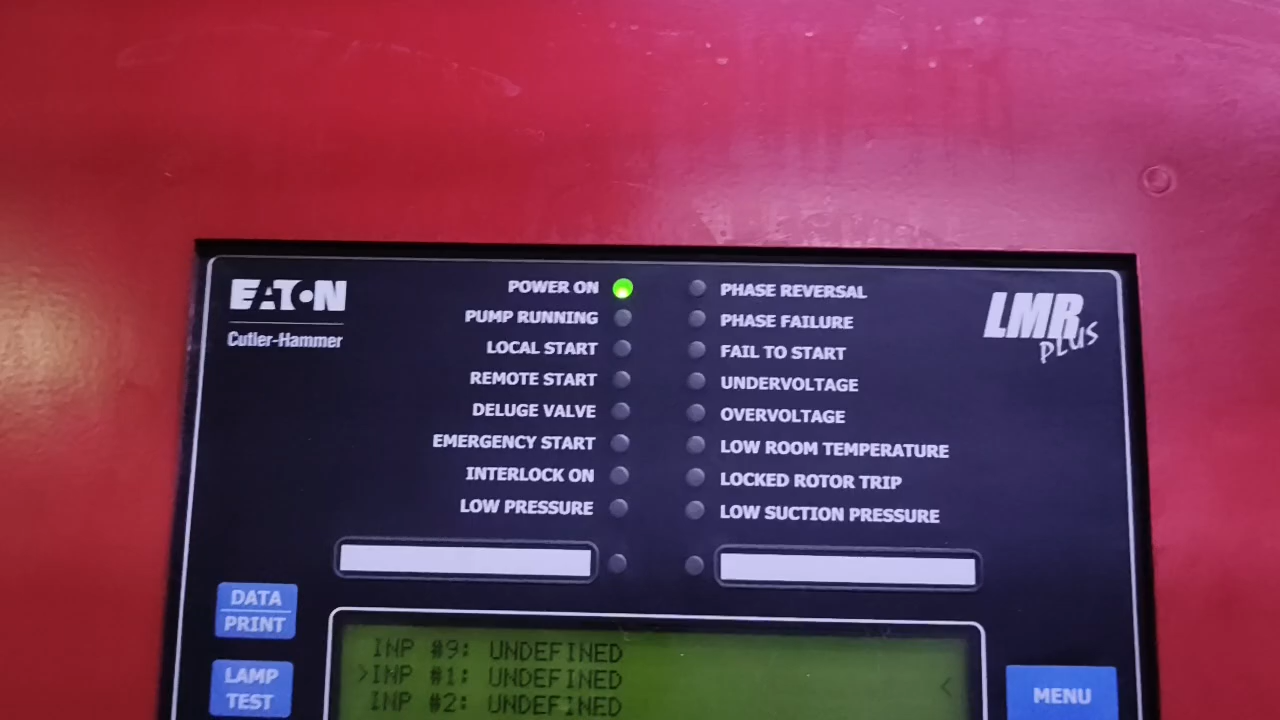 EATON
Cutler-Hammer
POWER ON
PUMP RUNNING
LOCAL START
REMOTE START
DELUGE VALVE
EMERGENCY START
INTERLOCK ON
LOW PRESSURE
PHASE REVERSAL
PHASE FAILURE
FAIL TO START
UNDERVOLTAGE
OVERVOLTAGE
LOW ROOM TEMPERATURE
LOCKED ROTOR TRIP
LOW SUCTION PRESSURE
LMR
PLUS
DATA
PRINT
LAMP
TEST
INP #9: UNDEFINED
>INP #1: UNDEFINED <
INP #2: UNDEFINED
MENU